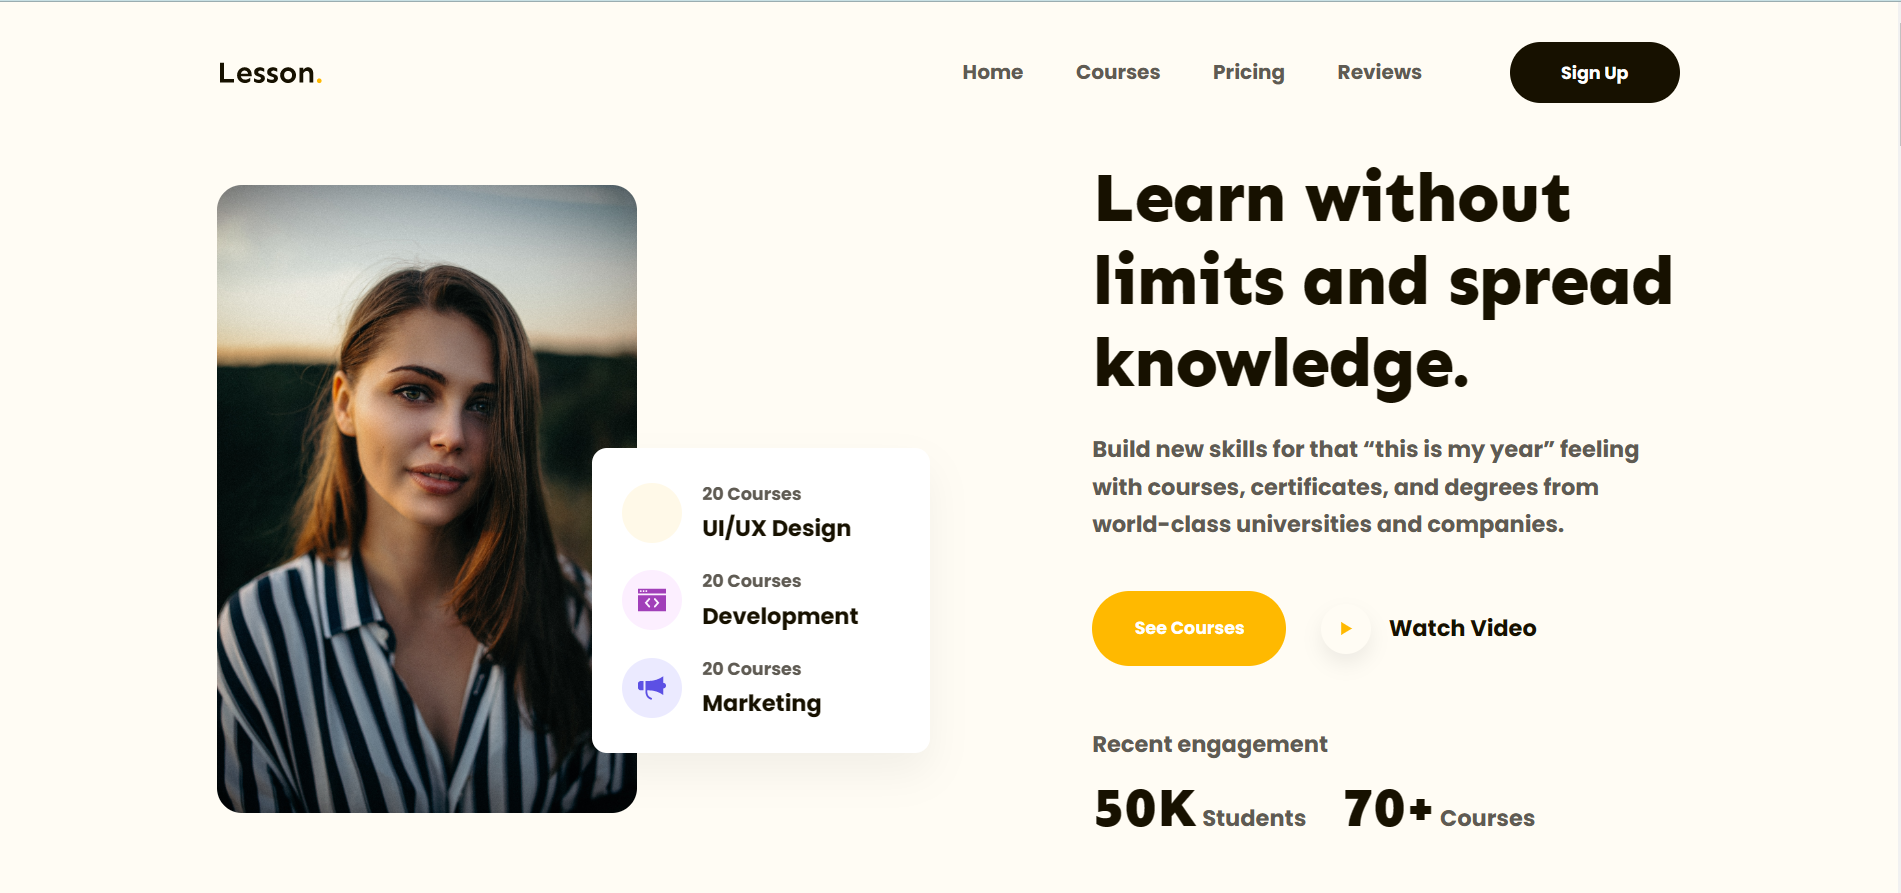 Lesson.
Home
Courses
Pricing
Reviews
Sign Up
Learn without
limits and spread
knowledge.
Build new skills for that “this is my year” feeling
with courses, certificates, and degrees from
world-class universities and companies.
See Courses
Watch Video
20 Courses
UI/UX Design
20 Courses
Development
20 Courses
Marketing
Recent engagement
50K Students
70+ Courses